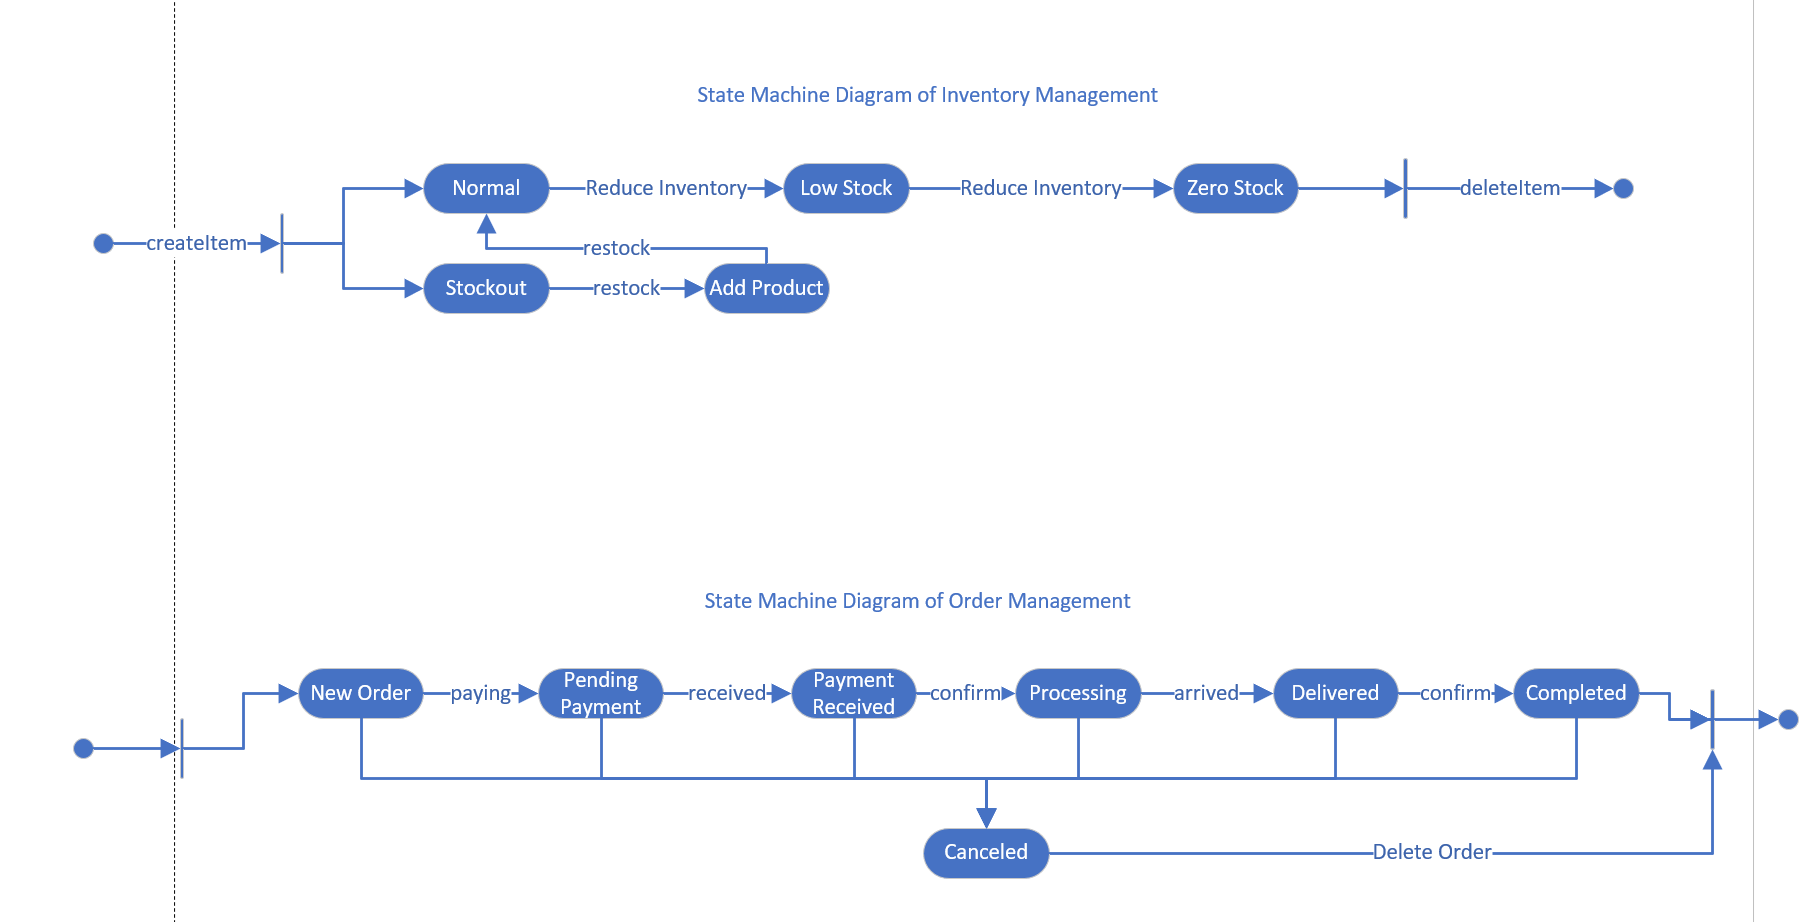 State Machine Diagram of Inventory Management
Normal
Reduce Inventory
Low Stock
Reduce Inventory
Zero Stock
deleteItem
createItem
restock
Stockout
restock
Add Product
State Machine Diagram of Order Management
New Order
paying
Pending
Payment
received
Payment
Received
confirm
Processing
arrived
Delivered
confirm
Completed
Canceled
Delete Order